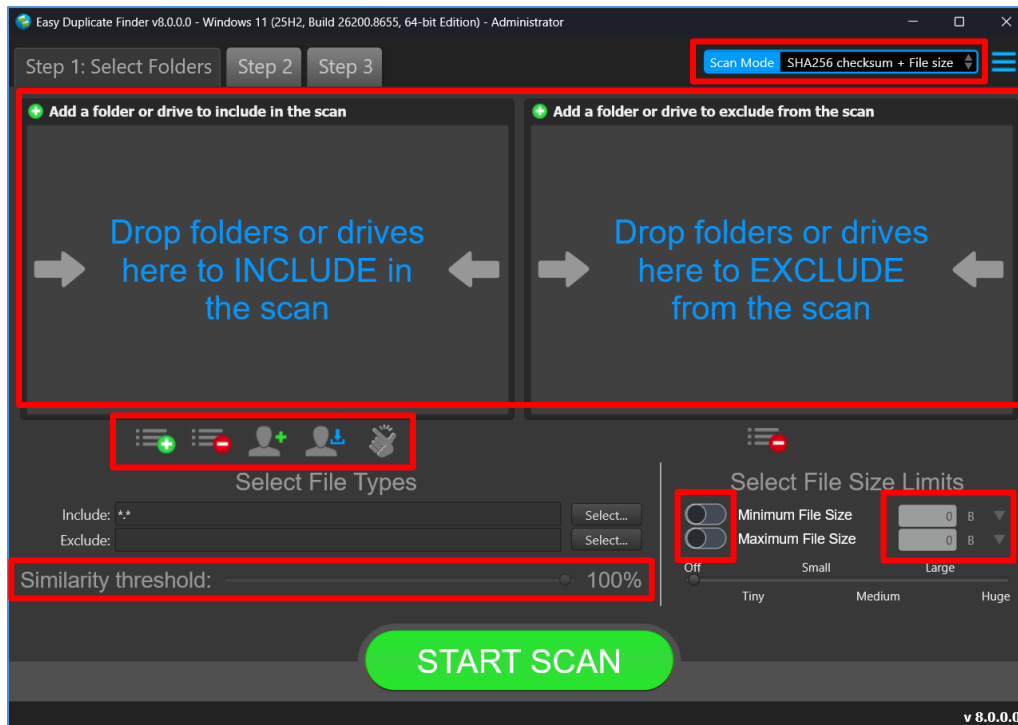 Easy Duplicate Finder v8.0.0.0 - Windows 11 (25H2, Build 26200.8655, 64-bit Edition) - Administrator
Step 1: Select Folders Step 2 Step 3
Scan Mode SHA256 checksum + File size
Add a folder or drive to include in the scan
Drop folders or drives
here to INCLUDE in
the scan
Add a folder or drive to exclude from the scan
Drop folders or drives
here to EXCLUDE
from the scan
Select File Types
Include: *.* Select...
Exclude: Select...
Similarity threshold: 100%
Select File Size Limits
Minimum File Size 0 B
Maximum File Size 0 B
Off Small Large
Tiny Medium Huge
START SCAN
v 8.0.0.0